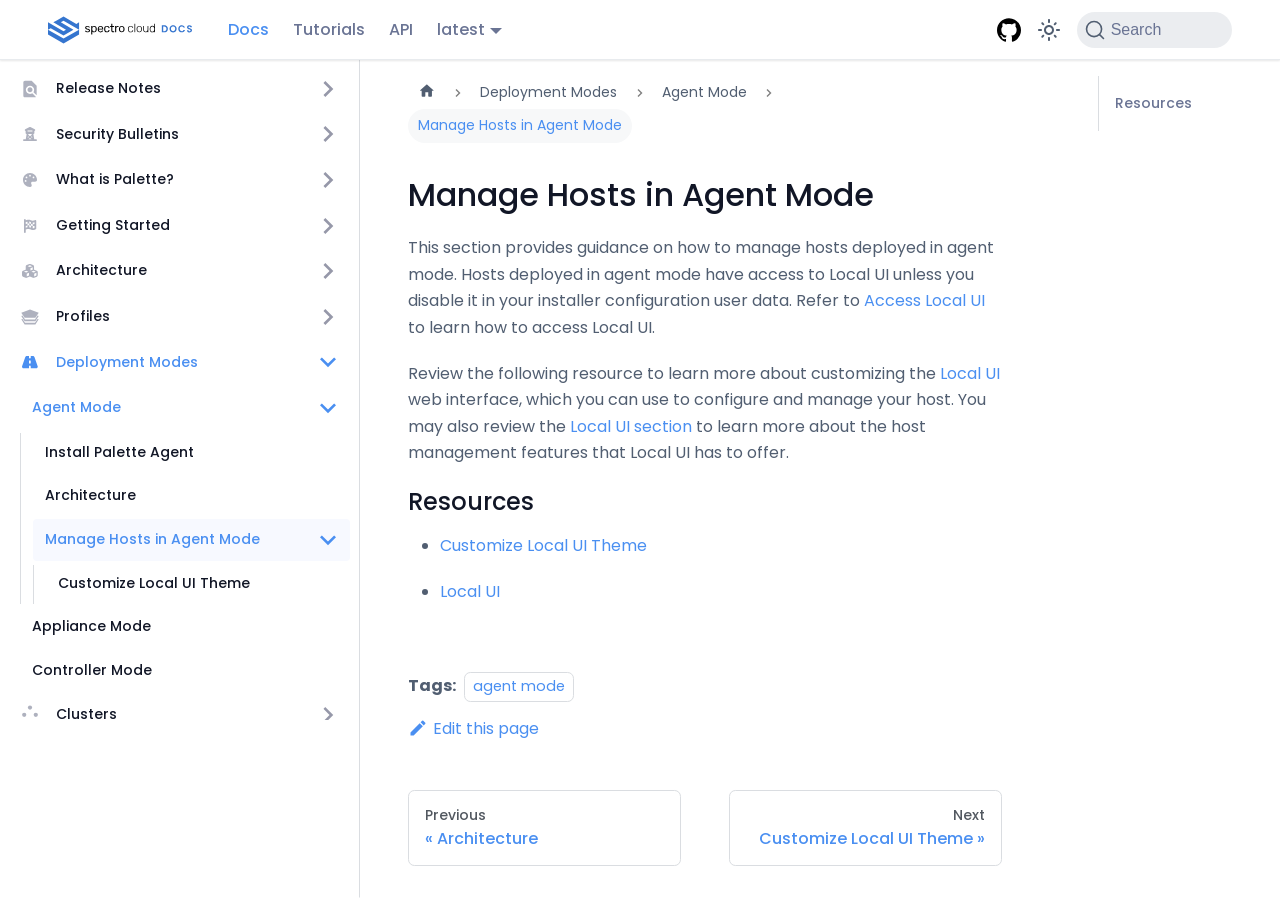 spectro cloud DOCS
Docs
Tutorials
API
latest
Search
Release Notes
Security Bulletins
What is Palette?
Getting Started
Architecture
Profiles
Deployment Modes
Agent Mode
Install Palette Agent
Architecture
Manage Hosts in Agent Mode
Customize Local UI Theme
Appliance Mode
Controller Mode
Clusters
Deployment Modes
Agent Mode
Manage Hosts in Agent Mode
Manage Hosts in Agent Mode
This section provides guidance on how to manage hosts deployed in agent
mode. Hosts deployed in agent mode have access to Local UI unless you
disable it in your installer configuration user data. Refer to Access Local UI
to learn how to access Local UI.
Review the following resource to learn more about customizing the Local UI
web interface, which you can use to configure and manage your host. You
may also review the Local UI section to learn more about the host
management features that Local UI has to offer.
Resources
Customize Local UI Theme
Local UI
Tags: agent mode
Edit this page
Previous
« Architecture
Next
Customize Local UI Theme »
Resources